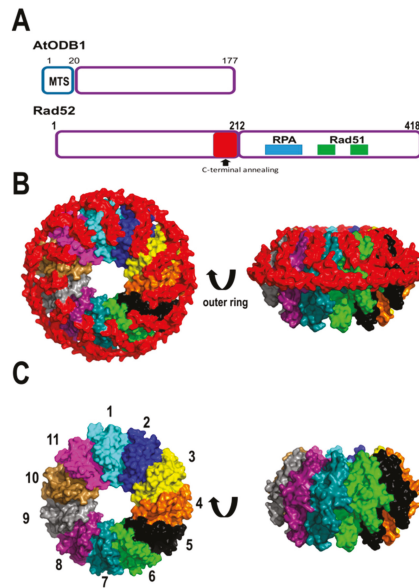 A
AtODB1
1 20 177
MTS
Rad52
1 212 418
RPA Rad51
C-terminal annealing
B
outer ring
C
1
2
11
3
10
4
9
5
8
6
7